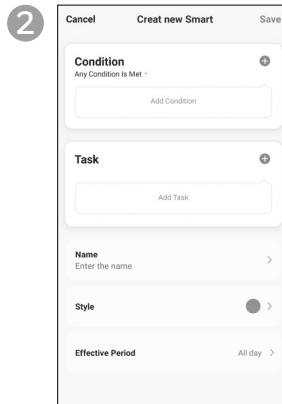 2
Cancel Creat new Smart Save
Condition
Any Condition Is Met
Add Condition
Task
Add Task
Name
Enter the name
Style
Effective Period All day